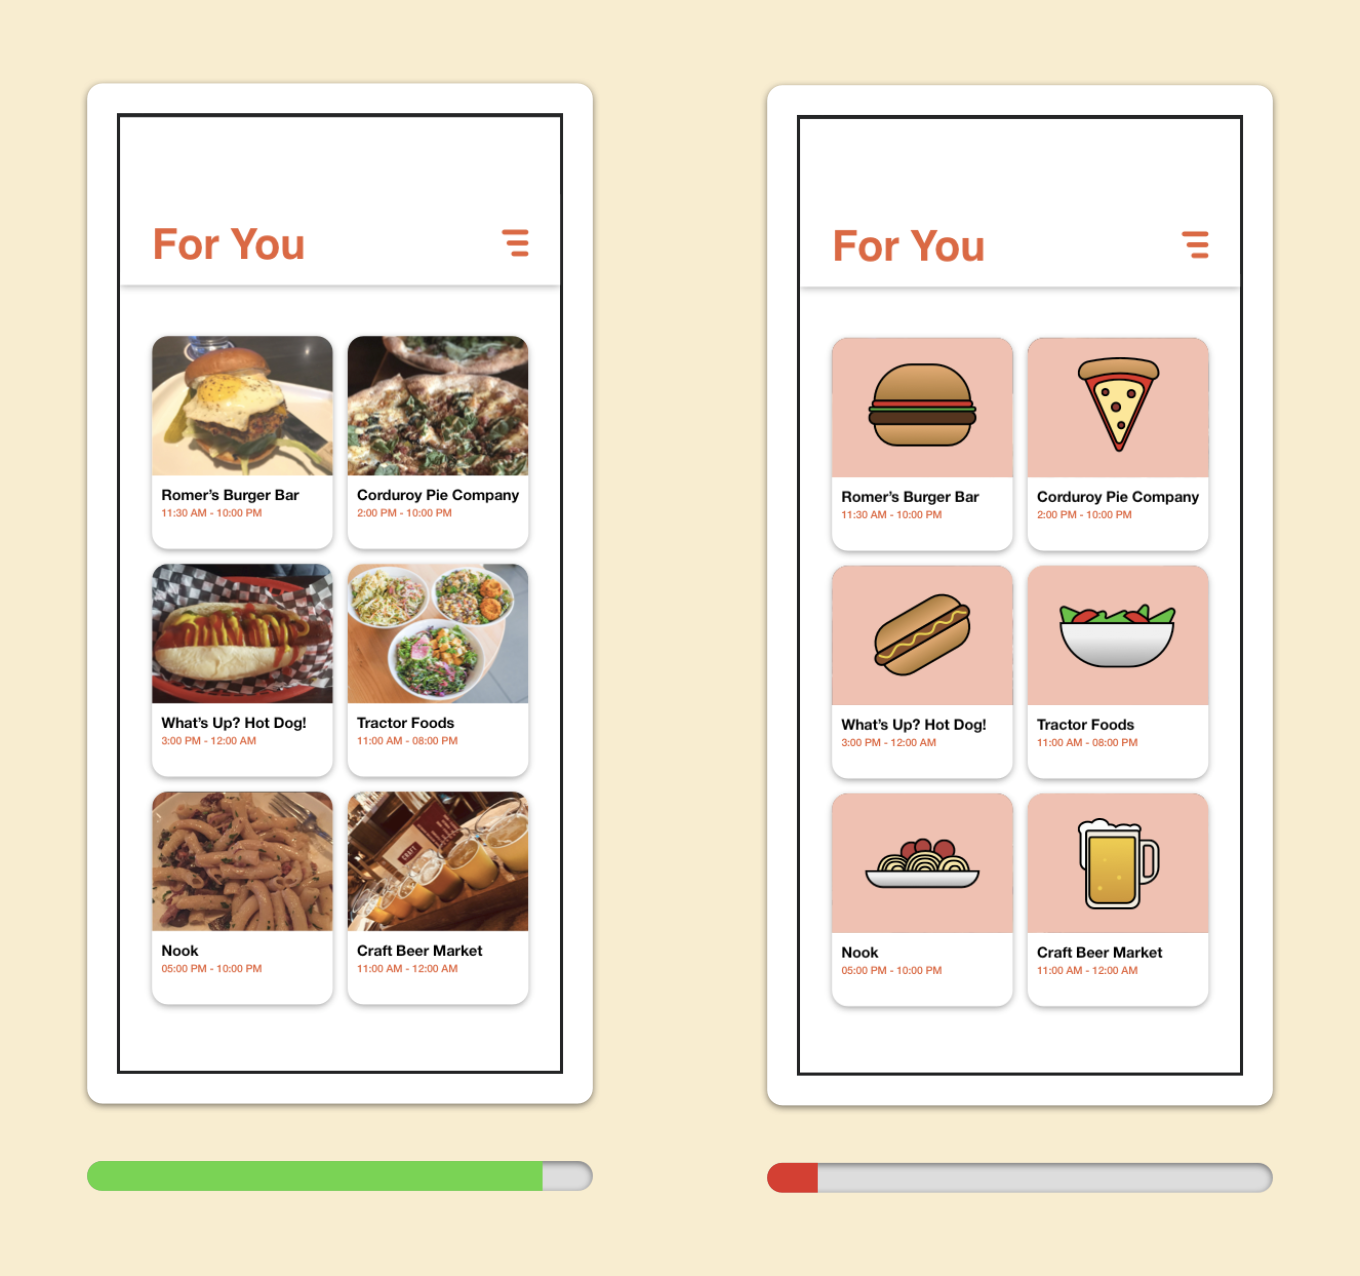 For You
Romer's Burger Bar
11:30 AM - 10:00 PM
Corduroy Pie Company
2:00 PM - 10:00 PM
What's Up? Hot Dog!
3:00 PM - 12:00 AM
Tractor Foods
11:00 AM - 08:00 PM
CRAFT
Nook
05:00 PM - 10:00 PM
Craft Beer Market
11:00 AM - 12:00 AM
For You
Romer's Burger Bar
11:30 AM - 10:00 PM
Corduroy Pie Company
2:00 PM - 10:00 PM
What's Up? Hot Dog!
3:00 PM - 12:00 AM
Tractor Foods
11:00 AM - 08:00 PM
Nook
05:00 PM - 10:00 PM
Craft Beer Market
11:00 AM - 12:00 AM